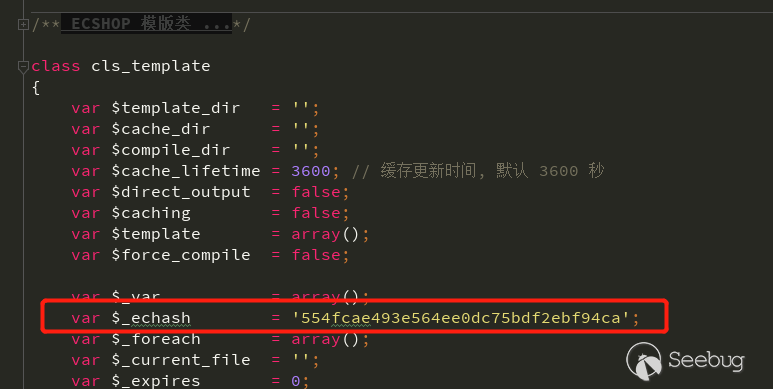 /** ECSHOP 模版类 ...*/
class cls_template
{
var $template_dir = '';
var $cache_dir = '';
var $compile_dir = '';
var $cache_lifetime = 3600; // 缓存更新时间, 默认 3600 秒
var $direct_output = false;
var $caching = false;
var $template = array();
var $force_compile = false;
var $_var = array();
var $_echash = '554fcae493e564ee0dc75bdf2ebf94ca';
var $_foreach = array();
var $_current_file = '';
var $_expires = 0;
Seebug